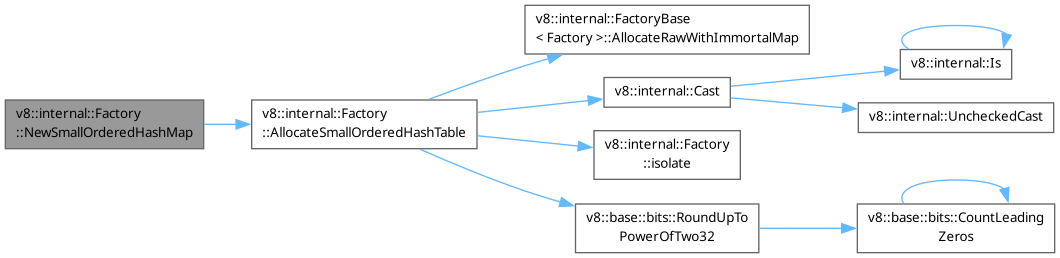 v8::internal::Factory
::NewSmallOrderedHashMap
v8::internal::Factory
::AllocateSmallOrderedHashTable
v8::internal::FactoryBase
< Factory >::AllocateRawWithImmortalMap
v8::internal::Cast
v8::internal::Is
v8::internal::UncheckedCast
v8::internal::Factory
::isolate
v8::base::bits::RoundUpTo
PowerOfTwo32
v8::base::bits::CountLeading
Zeros